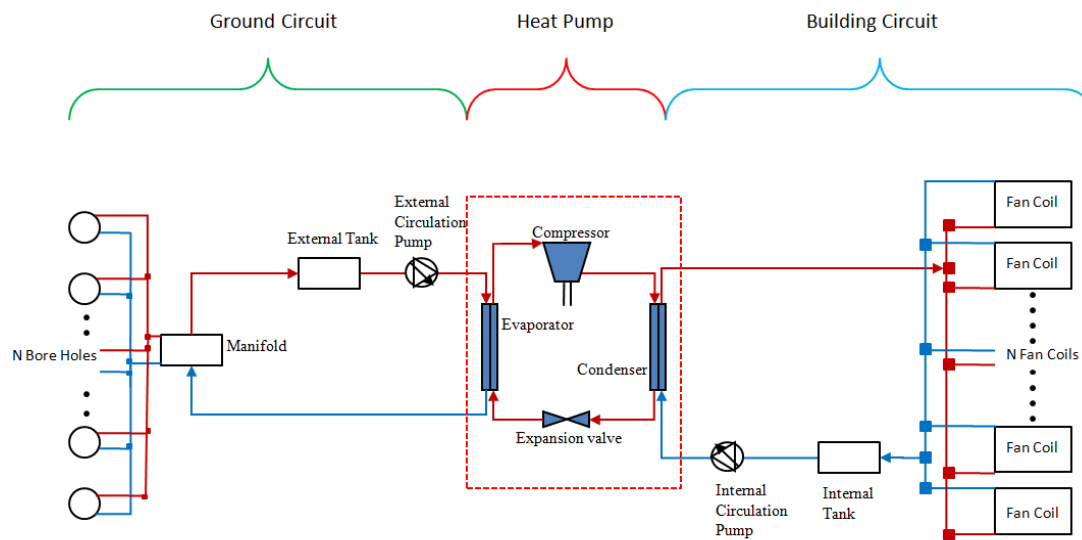 Ground Circuit
Heat Pump
Building Circuit
External
Circulation
Pump
External Tank
Compressor
Fan Coil
Fan Coil
Evaporator
Manifold
N Bore Holes
Condenser
N Fan Coils
Expansion valve
Fan Coil
Internal
Circulation
Pump
Internal
Tank
Fan Coil